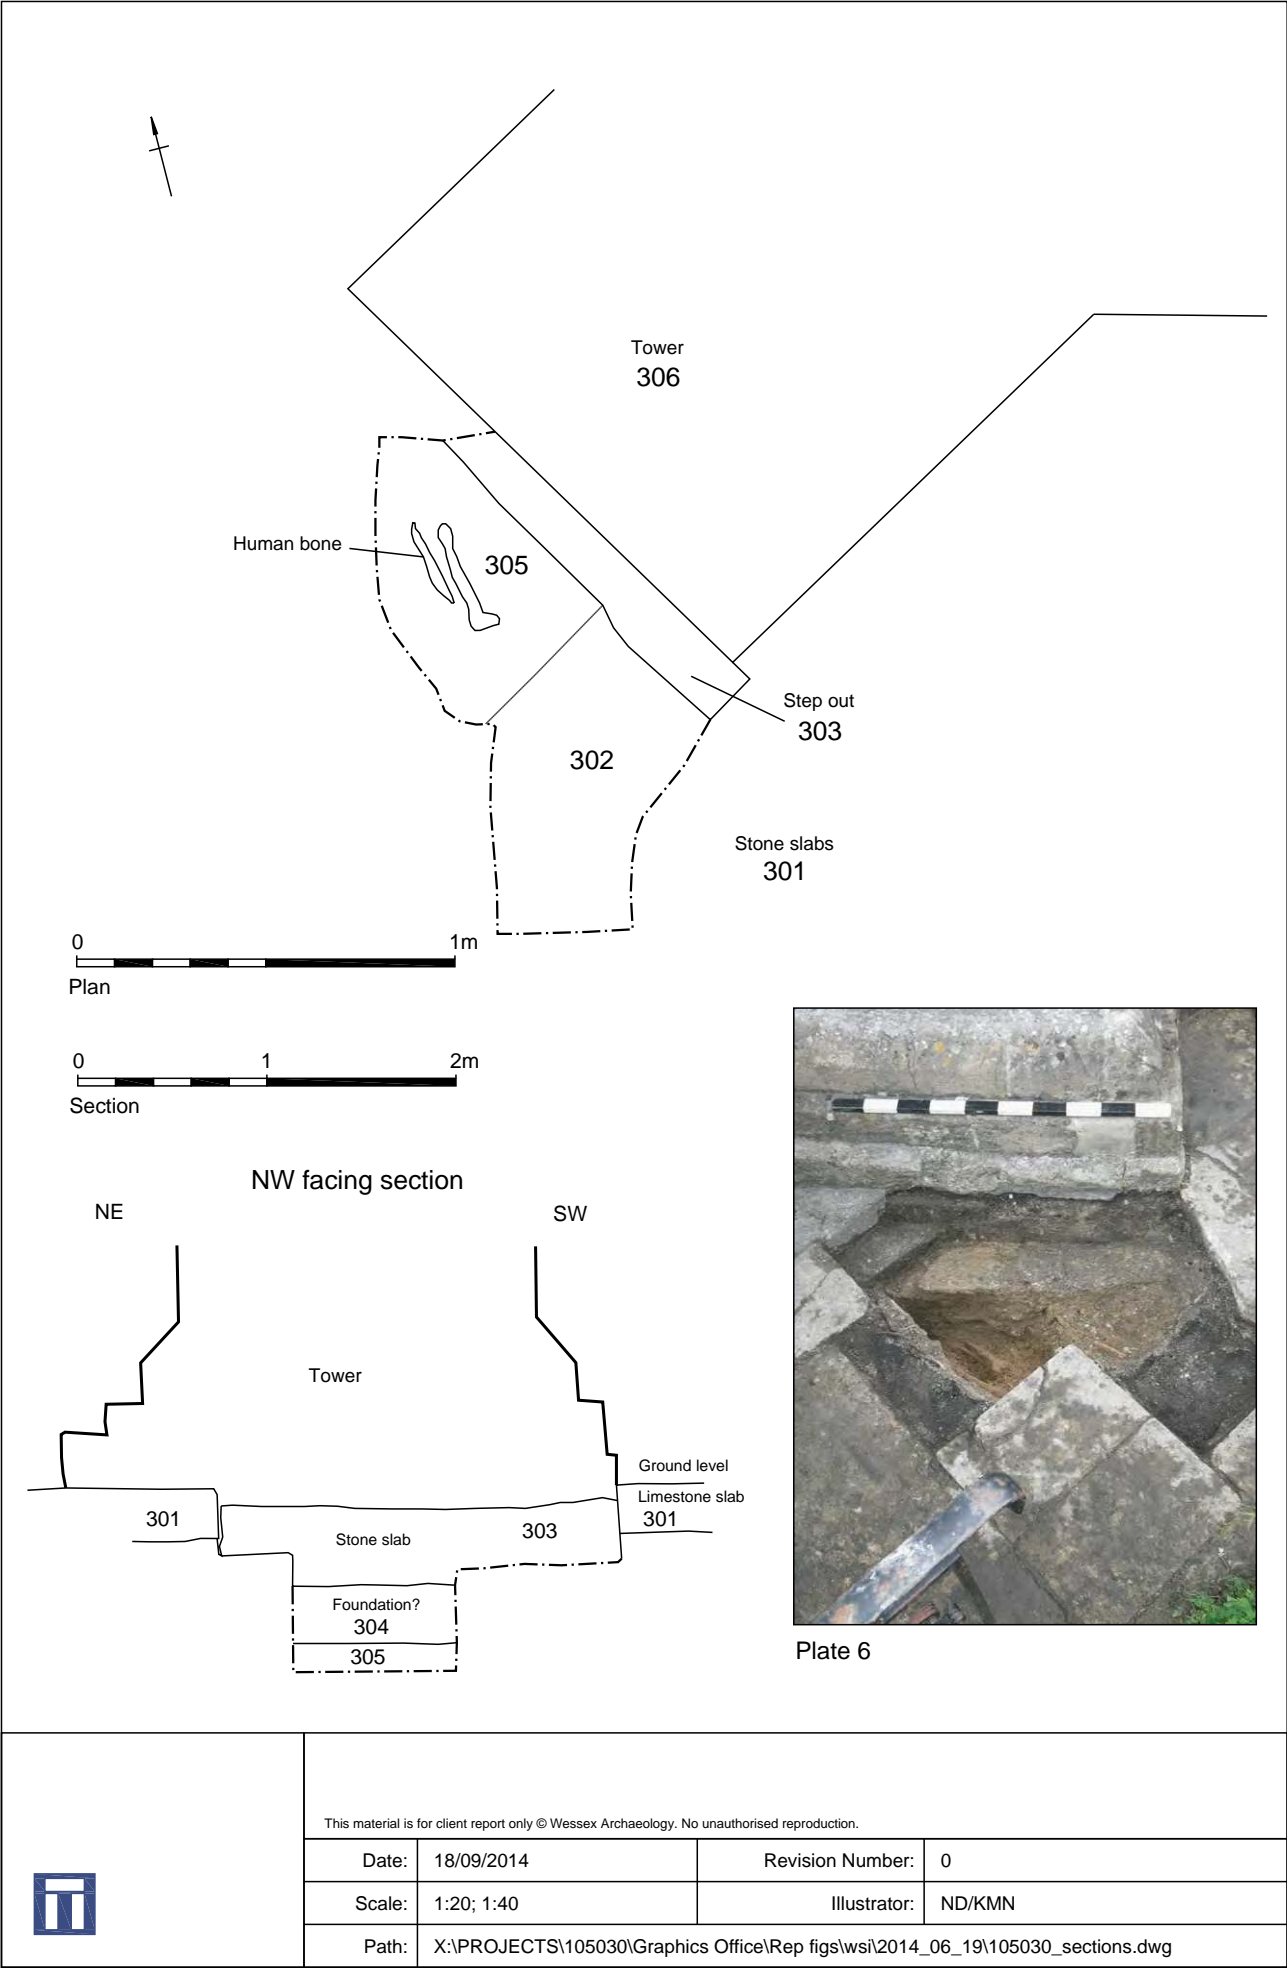 Tower
306
Human bone
305
Step out
303
302
Stone slabs
301
0 1m
Plan
0 1 2m
Section
NW facing section
NE SW
Tower
Ground level
Limestone slab
301
301
Stone slab
303
Foundation?
304
305
Plate 6
This material is for client report only © Wessex Archaeology. No unauthorised reproduction.
Date: 18/09/2014 Revision Number: 0
Scale: 1:20; 1:40 Illustrator: ND/KMN
Path: X:\PROJECTS\105030\Graphics Office\Rep figs\wsi\2014_06_19\105030_sections.dwg